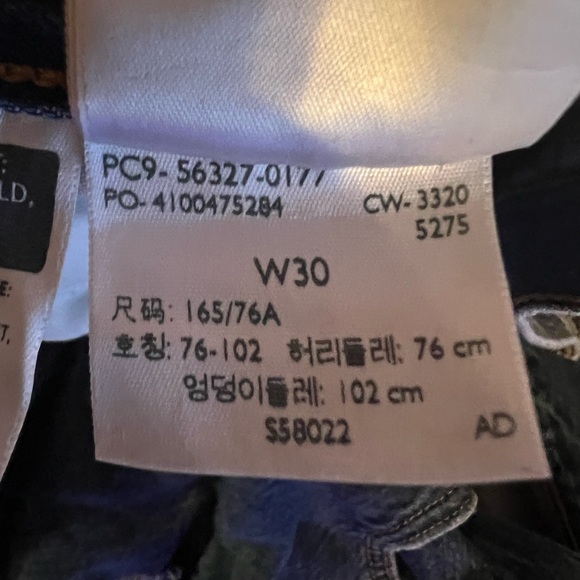 LD,
E:
T,
PC9- 56327-0177
PO- 4100475284 CW- 3320
5275
W30
尺码: 165/76A
호칭: 76-102 허리둘레: 76 cm
엉덩이둘레: 102 cm
S58022 AD